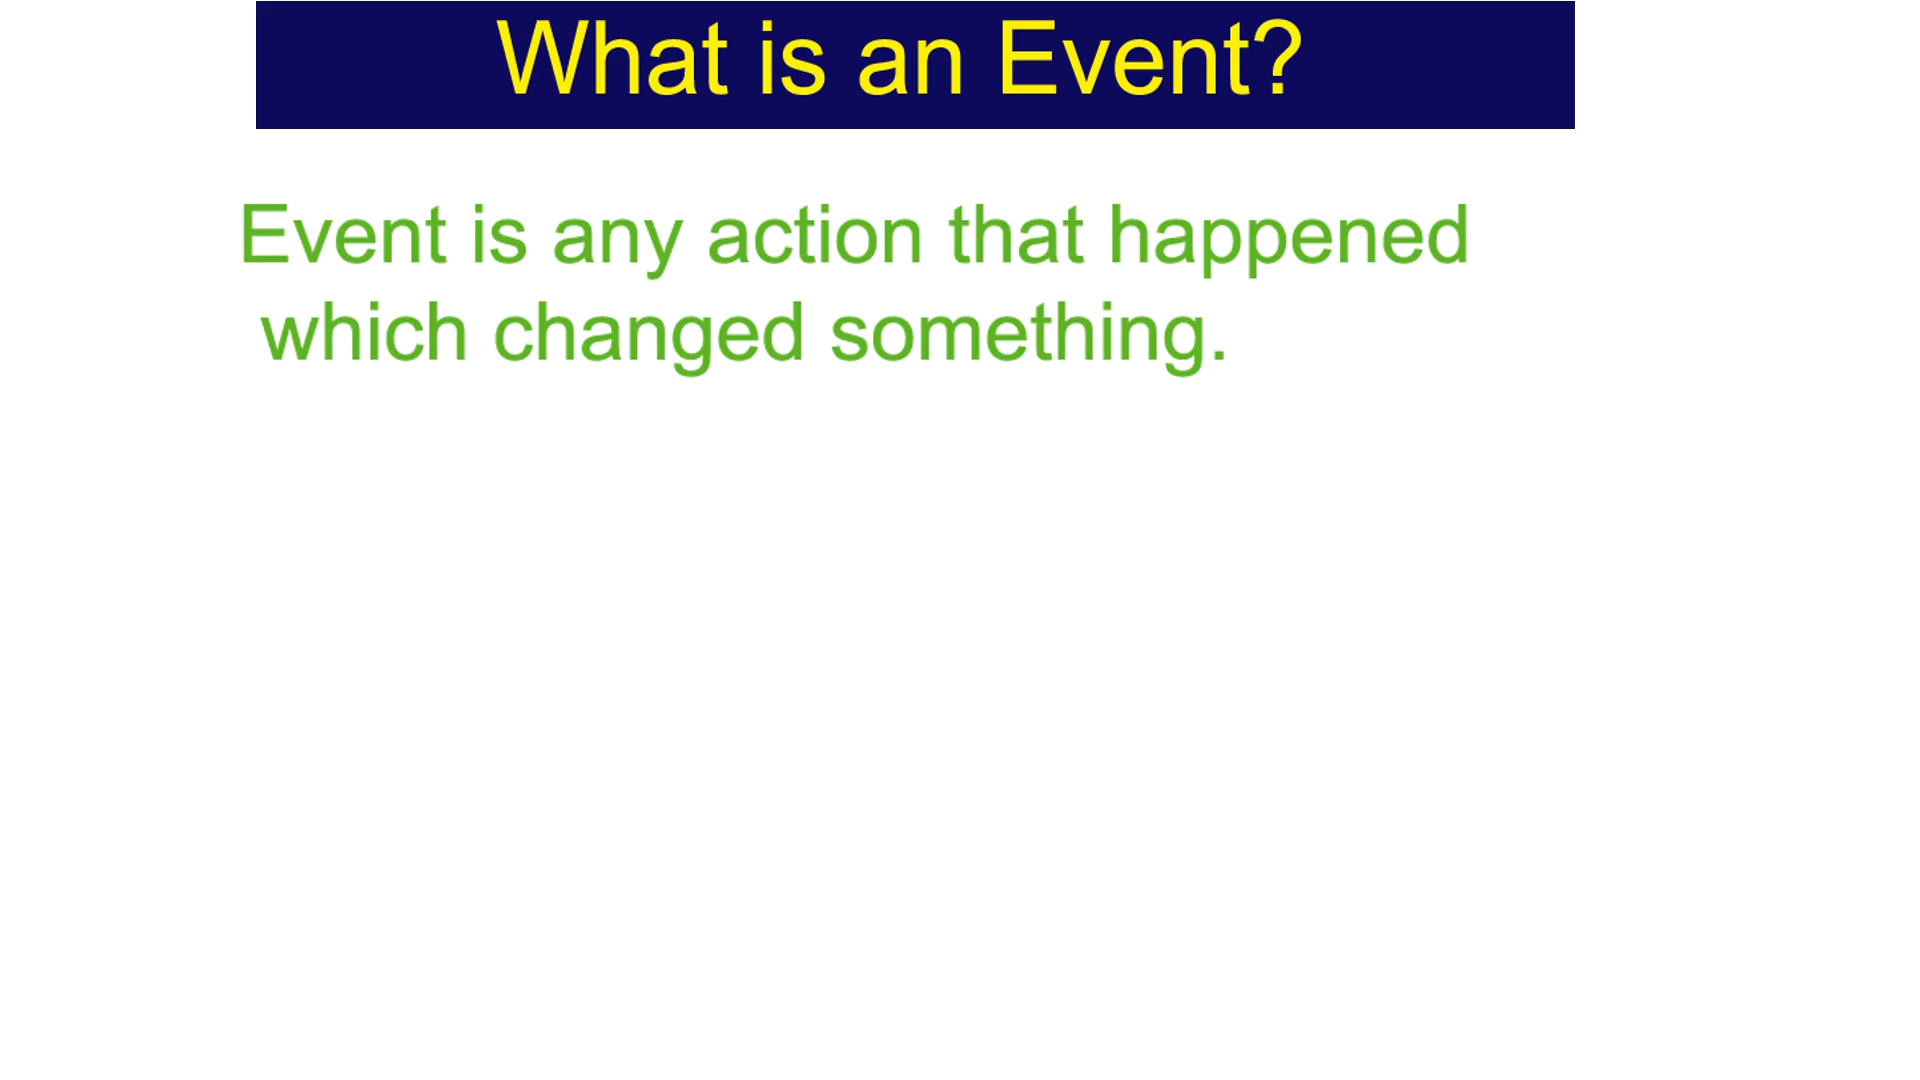 What is an Event?
Event is any action that happened
which changed something.